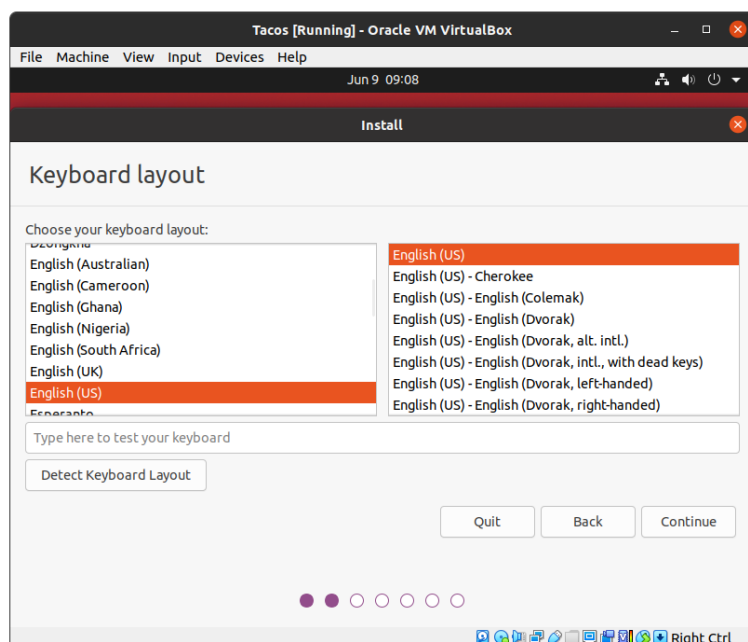 Tacos [Running] - Oracle VM VirtualBox
File Machine View Input Devices Help
Jun 9 09:08
Install
Keyboard layout
Choose your keyboard layout:
Dzongkha
English (Australian)
English (Cameroon)
English (Ghana)
English (Nigeria)
English (South Africa)
English (UK)
English (US)
Esperanto
English (US)
English (US) - Cherokee
English (US) - English (Colemak)
English (US) - English (Dvorak)
English (US) - English (Dvorak, alt. intl.)
English (US) - English (Dvorak, intl., with dead keys)
English (US) - English (Dvorak, left-handed)
English (US) - English (Dvorak, right-handed)
Type here to test your keyboard
Detect Keyboard Layout
Quit Back Continue
Right Ctrl